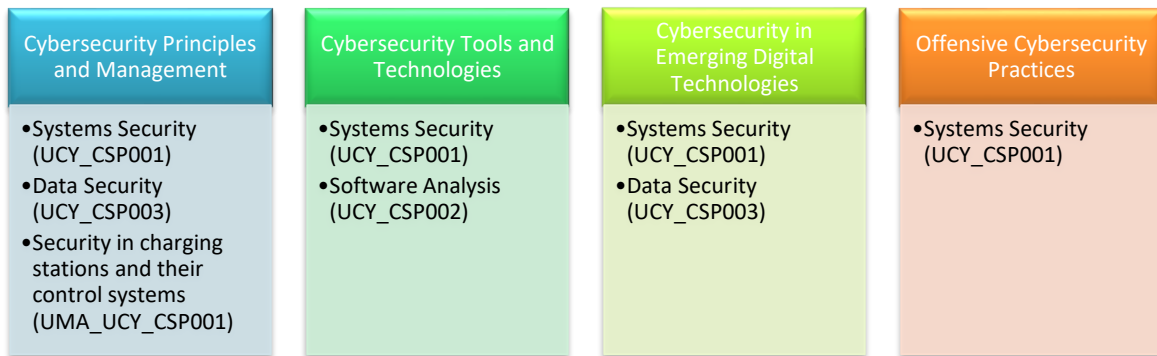 Cybersecurity Principles
and Management
•Systems Security
(UCY_CSP001)
•Data Security
(UCY_CSP003)
•Security in charging
stations and their
control systems
(UMA_UCY_CSP001)
Cybersecurity Tools and
Technologies
•Systems Security
(UCY_CSP001)
•Software Analysis
(UCY_CSP002)
Cybersecurity in
Emerging Digital
Technologies
•Systems Security
(UCY_CSP001)
•Data Security
(UCY_CSP003)
Offensive Cybersecurity
Practices
•Systems Security
(UCY_CSP001)